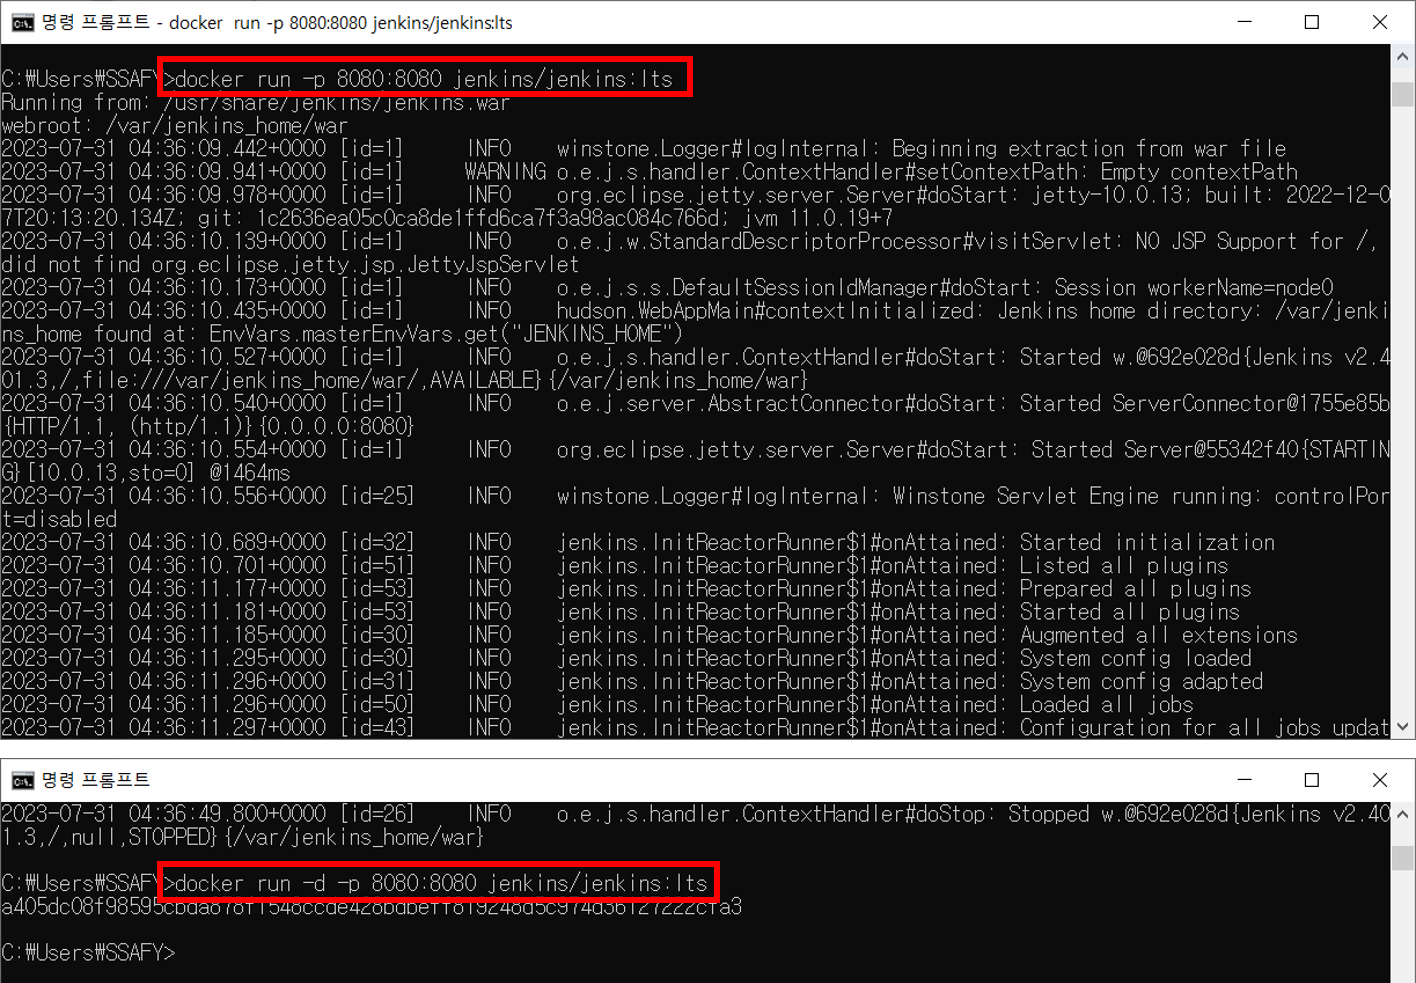 명령 프롬프트 - docker  run -p 8080:8080 jenkins/jenkins:lts
C:₩Users₩SSAFY>docker run -p 8080:8080 jenkins/jenkins:lts
Running from: /usr/share/jenkins/jenkins.war
webroot: /var/jenkins_home/war
2023-07-31 04:36:09.442+0000 [id=1]     INFO    winstone.Logger#logInternal: Beginning extraction from war file
2023-07-31 04:36:09.941+0000 [id=1]     WARNING o.e.j.s.handler.ContextHandler#setContextPath: Empty contextPath
2023-07-31 04:36:09.978+0000 [id=1]     INFO    org.eclipse.jetty.server.Server#doStart: jetty-10.0.13; built: 2022-12-0
7T20:13:20.134Z; git: 1c2636ea05c0ca8de1ffd6ca7f3a98ac084c766d; jvm 11.0.19+7
2023-07-31 04:36:10.139+0000 [id=1]     INFO    o.e.j.w.StandardDescriptorProcessor#visitServlet: NO JSP Support for /,
did not find org.eclipse.jetty.jsp.JettyJspServlet
2023-07-31 04:36:10.173+0000 [id=1]     INFO    o.e.j.s.s.DefaultSessionIdManager#doStart: Session workerName=node0
2023-07-31 04:36:10.435+0000 [id=1]     INFO    hudson.WebAppMain#contextInitialized: Jenkins home directory: /var/jenki
ns_home found at: EnvVars.masterEnvVars.get("JENKINS_HOME")
2023-07-31 04:36:10.527+0000 [id=1]     INFO    o.e.j.s.handler.ContextHandler#doStart: Started w.@692e028d{Jenkins v2.4
01.3,/,file:///var/jenkins_home/war/,AVAILABLE}{/var/jenkins_home/war}
2023-07-31 04:36:10.540+0000 [id=1]     INFO    o.e.j.server.AbstractConnector#doStart: Started ServerConnector@1755e85b
{HTTP/1.1, (http/1.1)}{0.0.0.0:8080}
2023-07-31 04:36:10.554+0000 [id=1]     INFO    org.eclipse.jetty.server.Server#doStart: Started Server@55342f40{STARTIN
G}[10.0.13,sto=0] @1464ms
2023-07-31 04:36:10.556+0000 [id=25]    INFO    winstone.Logger#logInternal: Winstone Servlet Engine running: controlPor
t=disabled
2023-07-31 04:36:10.689+0000 [id=32]    INFO    jenkins.InitReactorRunner$1#onAttained: Started initialization
2023-07-31 04:36:10.701+0000 [id=51]    INFO    jenkins.InitReactorRunner$1#onAttained: Listed all plugins
2023-07-31 04:36:11.177+0000 [id=53]    INFO    jenkins.InitReactorRunner$1#onAttained: Prepared all plugins
2023-07-31 04:36:11.181+0000 [id=53]    INFO    jenkins.InitReactorRunner$1#onAttained: Started all plugins
2023-07-31 04:36:11.185+0000 [id=30]    INFO    jenkins.InitReactorRunner$1#onAttained: Augmented all extensions
2023-07-31 04:36:11.295+0000 [id=30]    INFO    jenkins.InitReactorRunner$1#onAttained: System config loaded
2023-07-31 04:36:11.296+0000 [id=31]    INFO    jenkins.InitReactorRunner$1#onAttained: System config adapted
2023-07-31 04:36:11.296+0000 [id=50]    INFO    jenkins.InitReactorRunner$1#onAttained: Loaded all jobs
2023-07-31 04:36:11.297+0000 [id=43]    INFO    jenkins.InitReactorRunner$1#onAttained: Configuration for all jobs updat
명령 프롬프트
2023-07-31 04:36:49.800+0000 [id=26]    INFO    o.e.j.s.handler.ContextHandler#doStop: Stopped w.@692e028d{Jenkins v2.40
1.3,/,null,STOPPED}{/var/jenkins_home/war}
C:₩Users₩SSAFY>docker run -d -p 8080:8080 jenkins/jenkins:lts
C:₩Users₩SSAFY>